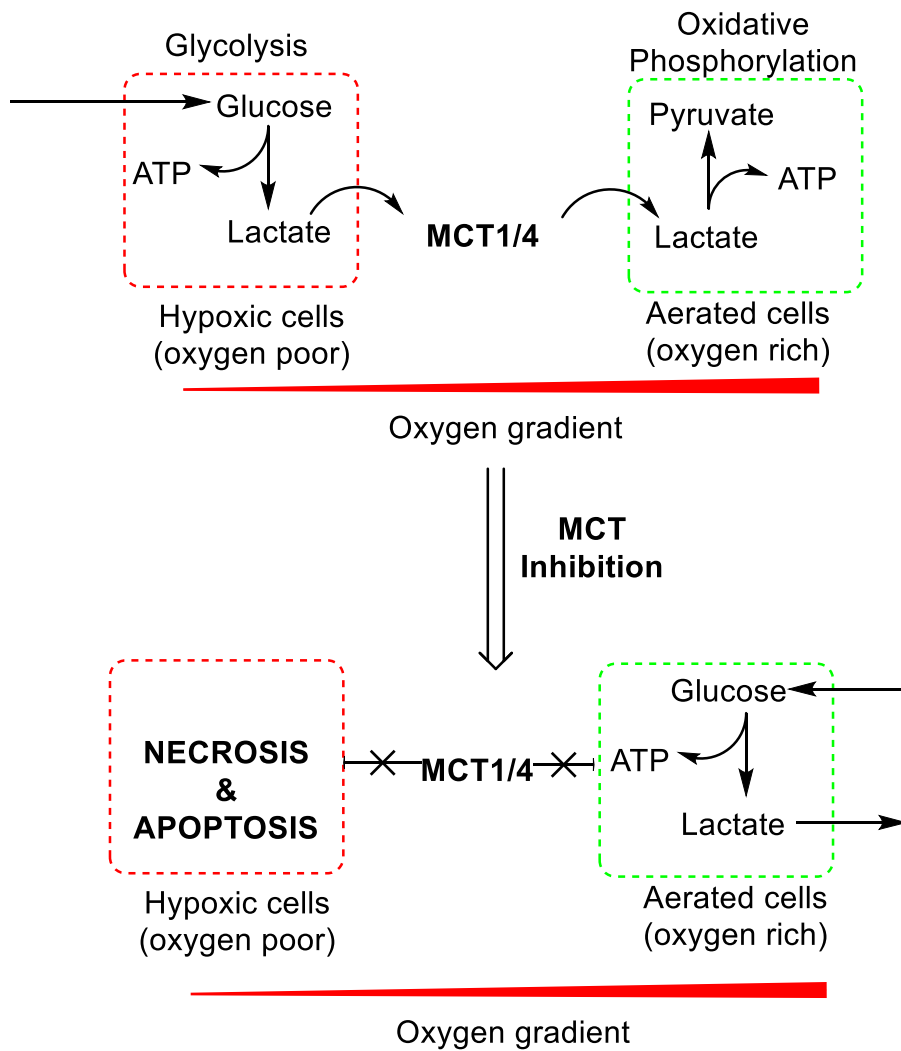 Glycolysis
Oxidative
Phosphorylation
Glucose
Pyruvate
ATP
ATP
Lactate
MCT1/4
Lactate
Hypoxic cells
(oxygen poor)
Aerated cells
(oxygen rich)
Oxygen gradient
MCT
Inhibition
Glucose
NECROSIS
&
APOPTOSIS
MCT1/4
ATP
Lactate
Hypoxic cells
(oxygen poor)
Aerated cells
(oxygen rich)
Oxygen gradient